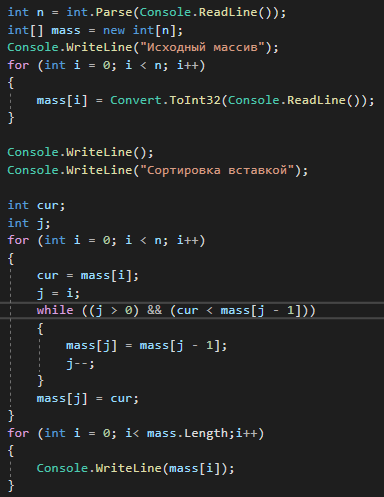 int n = int.Parse(Console.ReadLine());
int[] mass = new int[n];
Console.WriteLine("Исходный массив");
for (int i = 0; i < n; i++)
{
    mass[i] = Convert.ToInt32(Console.ReadLine());
}

Console.WriteLine();
Console.WriteLine("Сортировка вставкой");

int cur;
int j;
for (int i = 0; i < n; i++)
{
    cur = mass[i];
    j = i;
    while ((j > 0) && (cur < mass[j - 1]))
    {
        mass[j] = mass[j - 1];
        j--;
    }
    mass[j] = cur;
}
for (int i = 0; i< mass.Length;i++)
{
    Console.WriteLine(mass[i]);
}